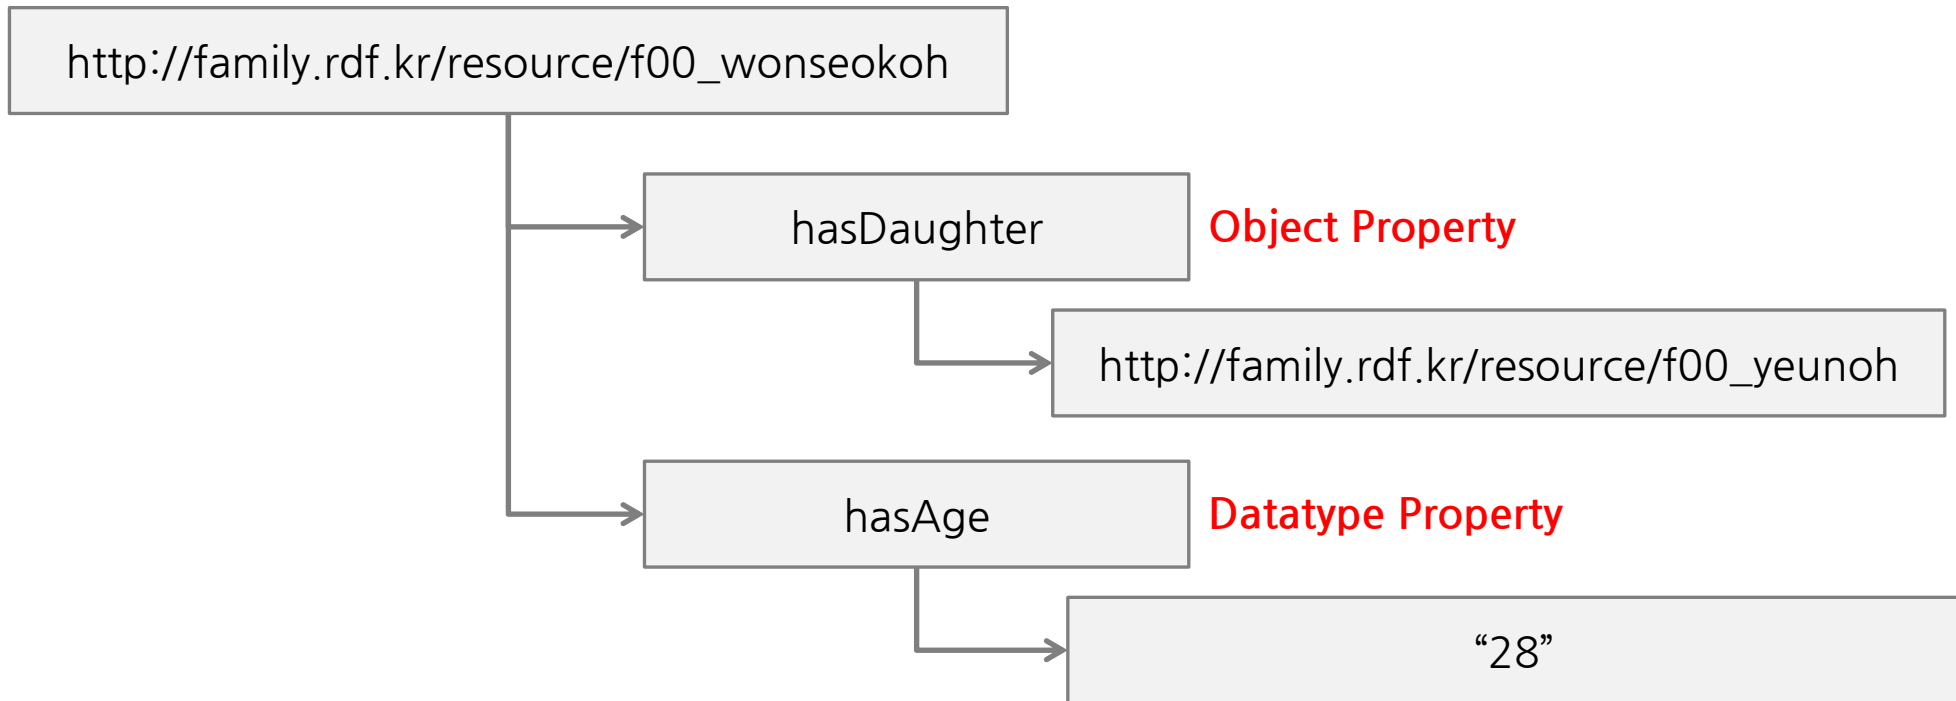 http://family.rdf.kr/resource/f00_wonseokoh
hasDaughter
Object Property
http://family.rdf.kr/resource/f00_yeunoh
hasAge
Datatype Property
“28”